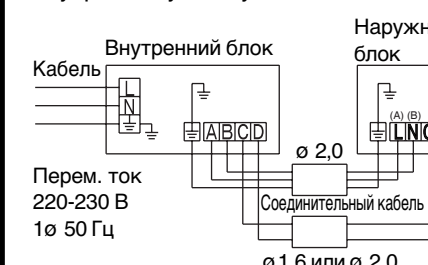 Наружн
Внутренний блок
блок
Кабель
L
N
(A) (B)
A B C D
L N
ø 2,0
Перем. ток
220-230 В
Соединительный кабель
1ø 50 Гц
ø 1,6 или ø 2,0